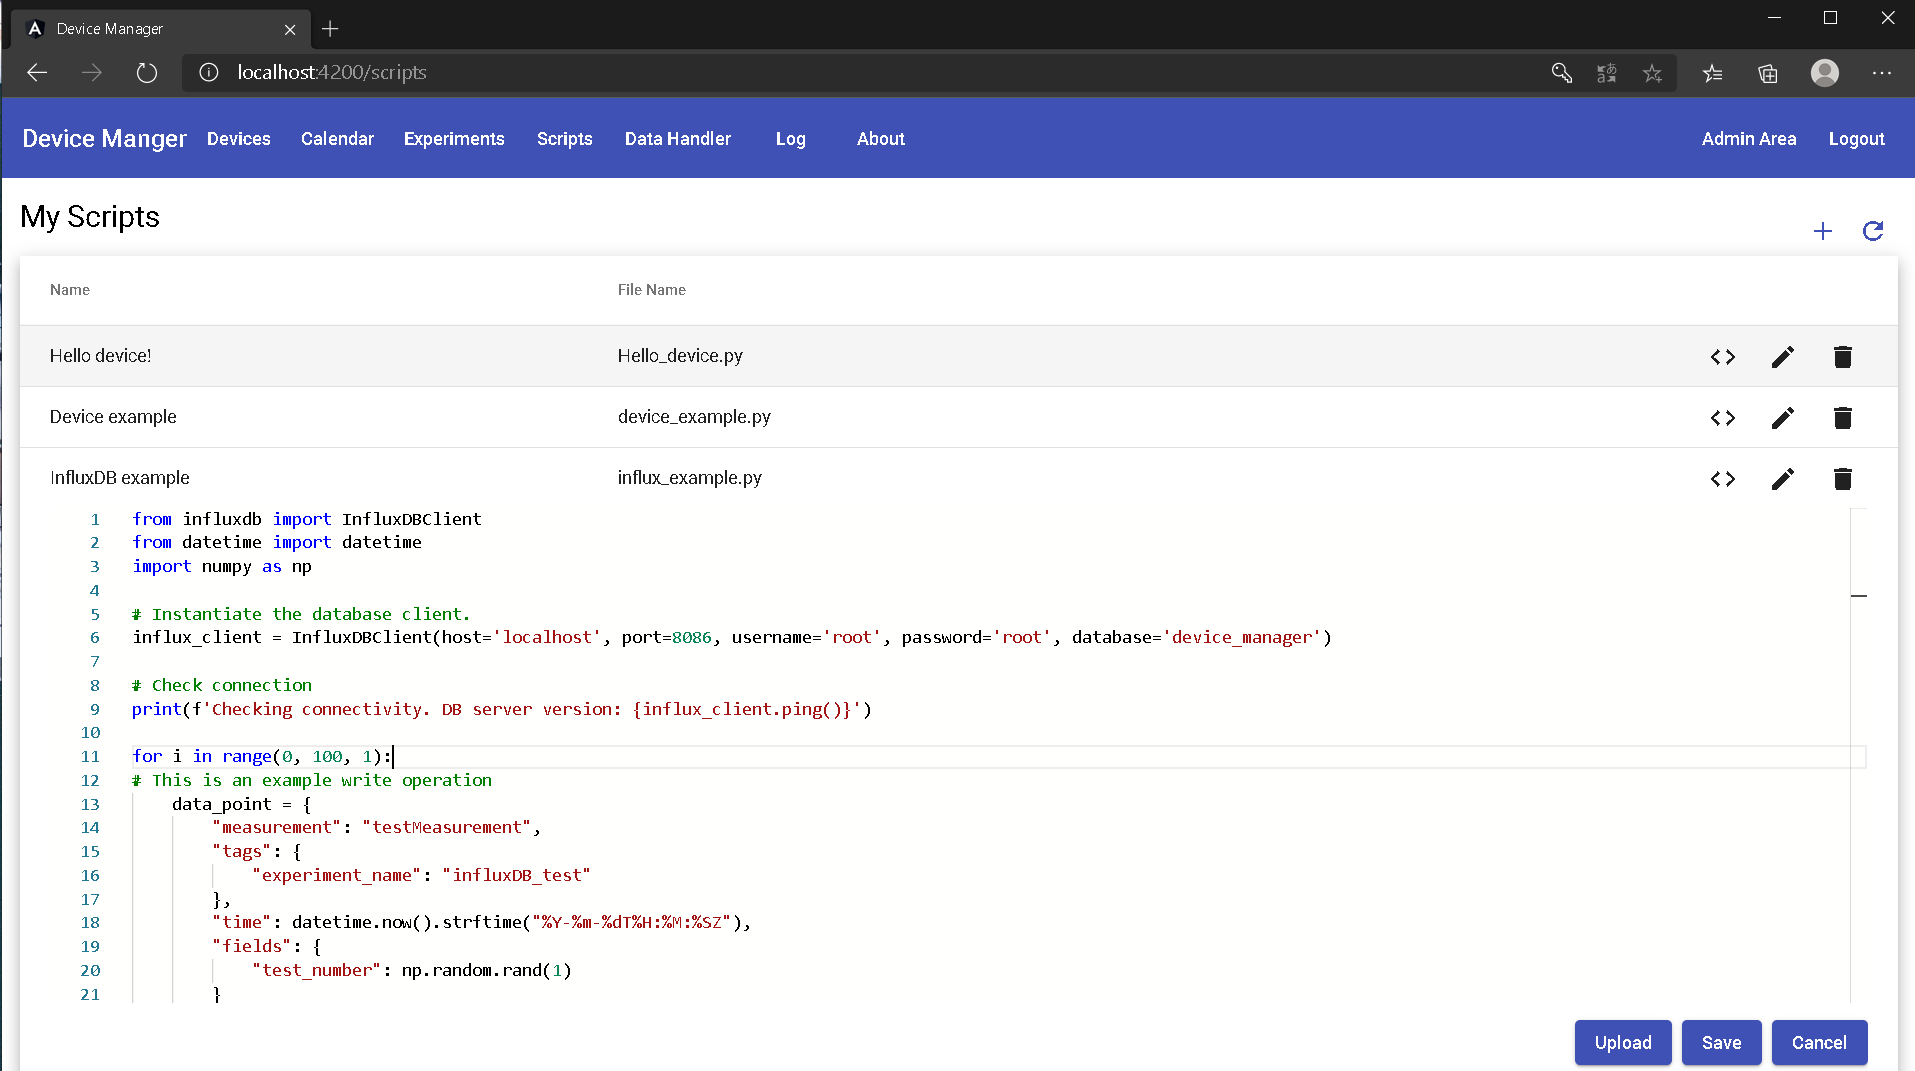 Device Manager
localhost:4200/scripts
Device Manger Devices Calendar Experiments Scripts Data Handler Log About Admin Area Logout
My Scripts
Name File Name
Hello device! Hello_device.py
Device example device_example.py
InfluxDB example influx_example.py
1 from influxdb import InfluxDBClient
2 from datetime import datetime
3 import numpy as np
4
5 # Instantiate the database client.
6 influx_client = InfluxDBClient(host='localhost', port=8086, username='root', password='root', database='device_manager')
7
8 # Check connection
9 print(f'Checking connectivity. DB server version: {influx_client.ping()}')
10
11 for i in range(0, 100, 1):
12 # This is an example write operation
13     data_point = {
14         "measurement": "testMeasurement",
15         "tags": {
16             "experiment_name": "influxDB_test"
17         },
18         "time": datetime.now().strftime("%Y-%m-%dT%H:%M:%SZ"),
19         "fields": {
20             "test_number": np.random.rand(1)
21         }
Upload Save Cancel